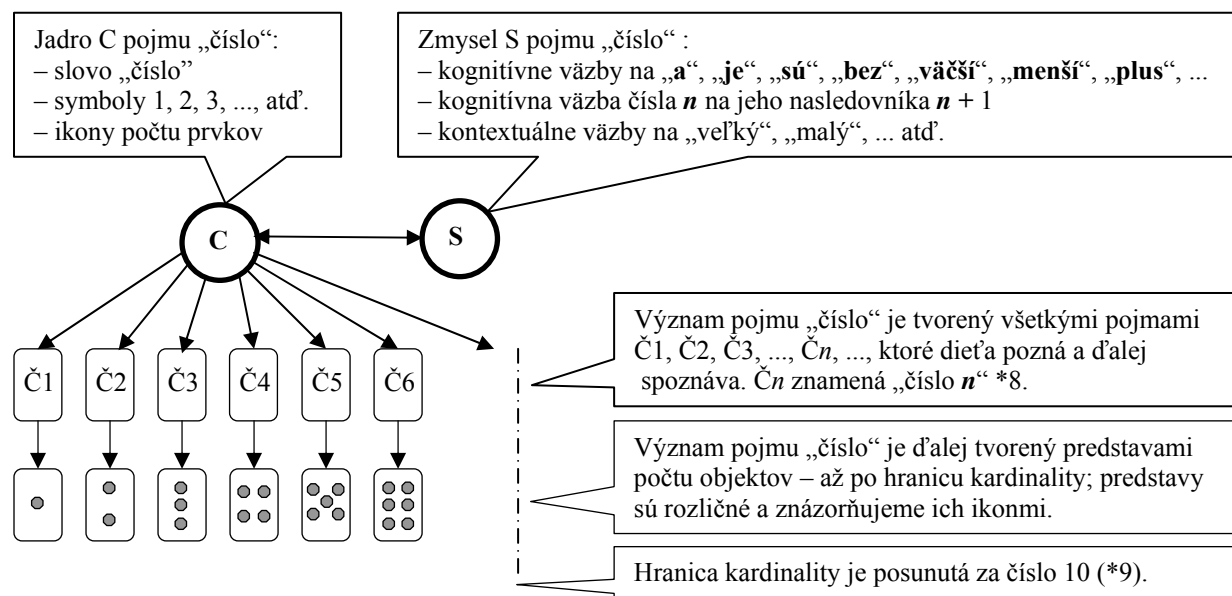 Jadro C pojmu „číslo“:
– slovo „číslo”
– symboly 1, 2, 3, ..., atď.
– ikony počtu prvkov
Zmysel S pojmu „číslo“ :
– kognitívne väzby na „a“, „je“, „sú“, „bez“, „väčší“, „menší“, „plus“, ...
– kognitívna väzba čísla n na jeho nasledovníka n + 1
– kontextuálne väzby na „veľký“, „malý“, ... atď.
C
S
Význam pojmu „číslo“ je tvorený všetkými pojmami
Č1, Č2, Č3, ..., Čn, ..., ktoré dieťa pozná a ďalej
spoznáva. Čn znamená „číslo n“ *8.
Č1 Č2 Č3 Č4 Č5 Č6
Význam pojmu „číslo“ je ďalej tvorený predstavami
počtu objektov – až po hranicu kardinality; predstavy
sú rozličné a znázorňujeme ich ikonmi.
Hranica kardinality je posunutá za číslo 10 (*9).